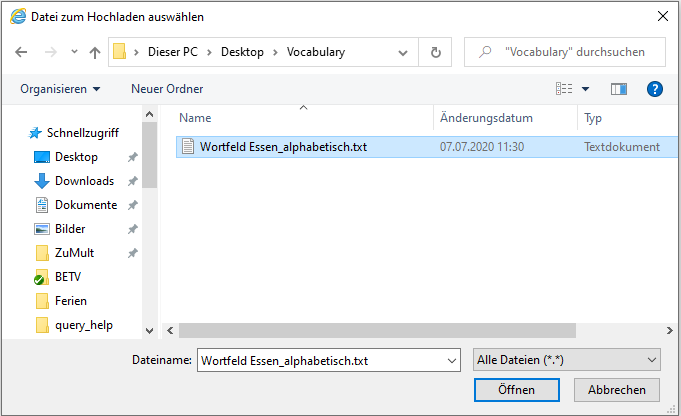 Datei zum Hochladen auswählen
Dieser PC > Desktop > Vocabulary
"Vocabulary" durchsuchen
Organisieren Neuer Ordner
Name Änderungsdatum Typ
Schnellzugriff
Wortfeld Essen_alphabetisch.txt 07.07.2020 11:30 Textdokument
Desktop
Downloads
Dokumente
Bilder
ZuMult
BETV
Ferien
query_help
Dateiname: Wortfeld Essen_alphabetisch.txt Alle Dateien (*.*)
Öffnen Abbrechen